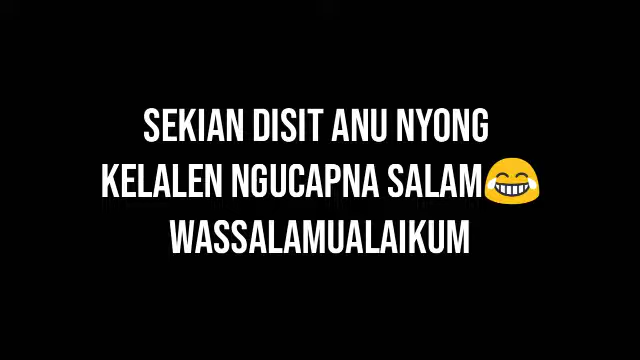 SEKIAN DISIT ANU NYONG
KELALEN NGUCAPNA SALAM😂
WASSALAMUALAIKUM